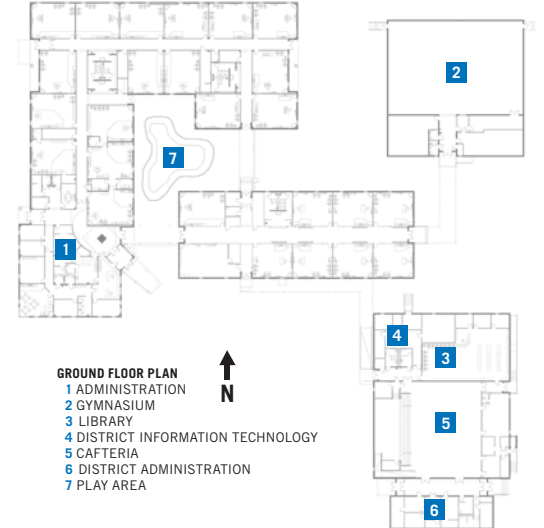 2
7
1
4
3
5
6
GROUND FLOOR PLAN
1 ADMINISTRATION
2 GYMNASIUM
3 LIBRARY
4 DISTRICT INFORMATION TECHNOLOGY
5 CAFTERIA
6 DISTRICT ADMINISTRATION
7 PLAY AREA
N